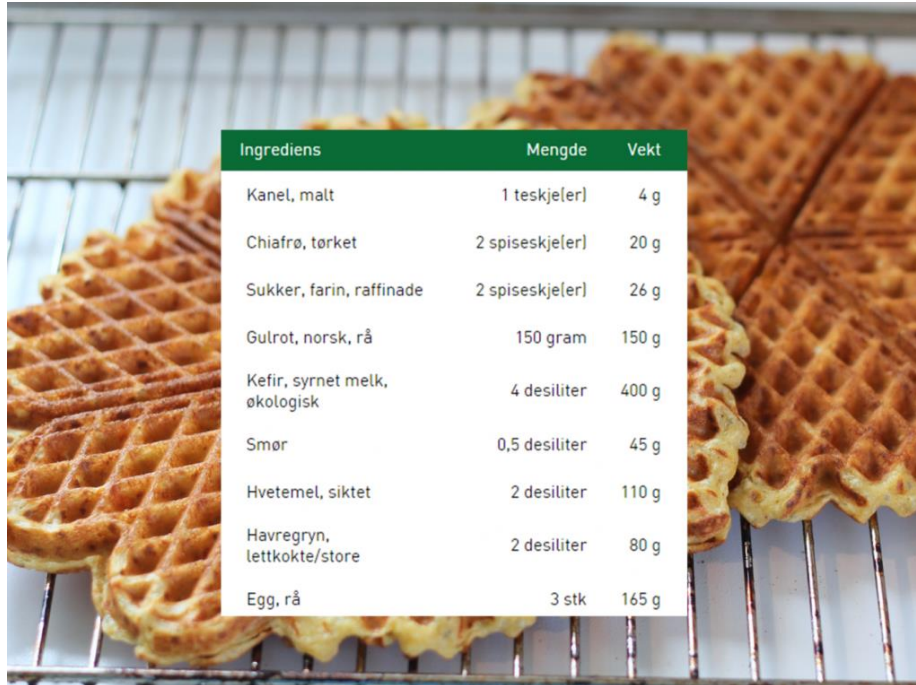 Ingrediens Mengde Vekt
Kanel, malt 1 teskje(er) 4 g
Chiafrø, tørket 2 spiseskje(er) 20 g
Sukker, farin, raffinade 2 spiseskje(er) 26 g
Gulrot, norsk, rå 150 gram 150 g
Kefir, syrnet melk,
økologisk 4 desiliter 400 g
Smør 0,5 desiliter 45 g
Hvetemel, siktet 2 desiliter 110 g
Havregryn,
lettkokte/store 2 desiliter 80 g
Egg, rå 3 stk 165 g